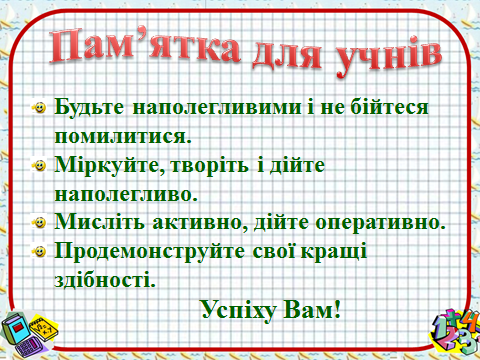 Пам’ятка для учнів
Будьте наполегливими і не бійтеся
помилитися.
Міркуйте, творіть і дійте
наполегливо.
Мисліть активно, дійте оперативно.
Продемонструйте свої кращі
здібності.
Успіху Вам!